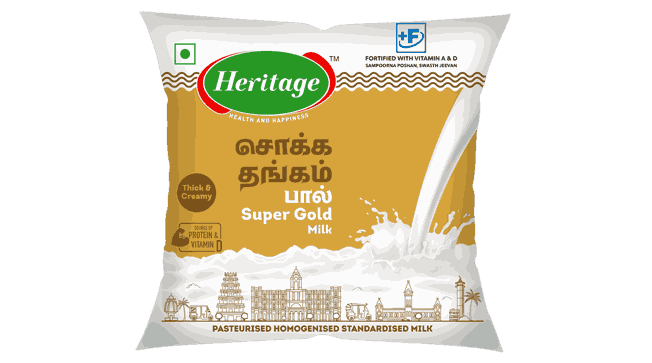 +F
FORTIFIED WITH VITAMIN A & D
SAMPOORNA POSHAN, SWASTH JEEVAN
Heritage
TM
HEALTH AND HAPPINESS
சொக்க
தங்கம்
பால்
Super Gold
Milk
Thick &
Creamy
SOURCE OF
PROTEIN &
VITAMIN D
PASTEURISED HOMOGENISED STANDARDISED MILK